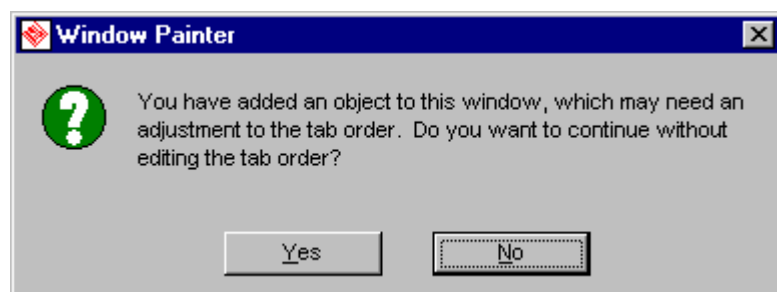 Window Painter
You have added an object to this window, which may need an
adjustment to the tab order.  Do you want to continue without
editing the tab order?
Yes
No